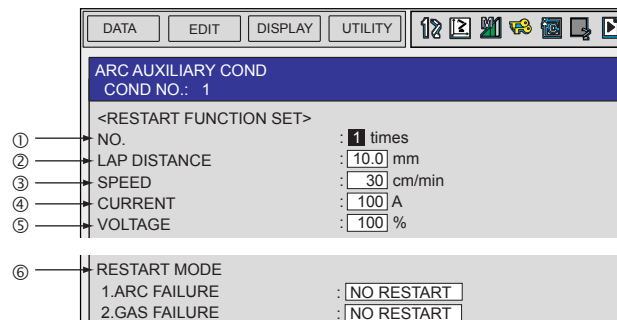 DATA EDIT DISPLAY UTILITY
ARC AUXILIARY COND
COND NO.: 1
<RESTART FUNCTION SET>
① NO. : 1 times
② LAP DISTANCE : 10.0 mm
③ SPEED : 30 cm/min
④ CURRENT : 100 A
⑤ VOLTAGE : 100 %
⑥ RESTART MODE
1.ARC FAILURE : NO RESTART
2.GAS FAILURE : NO RESTART